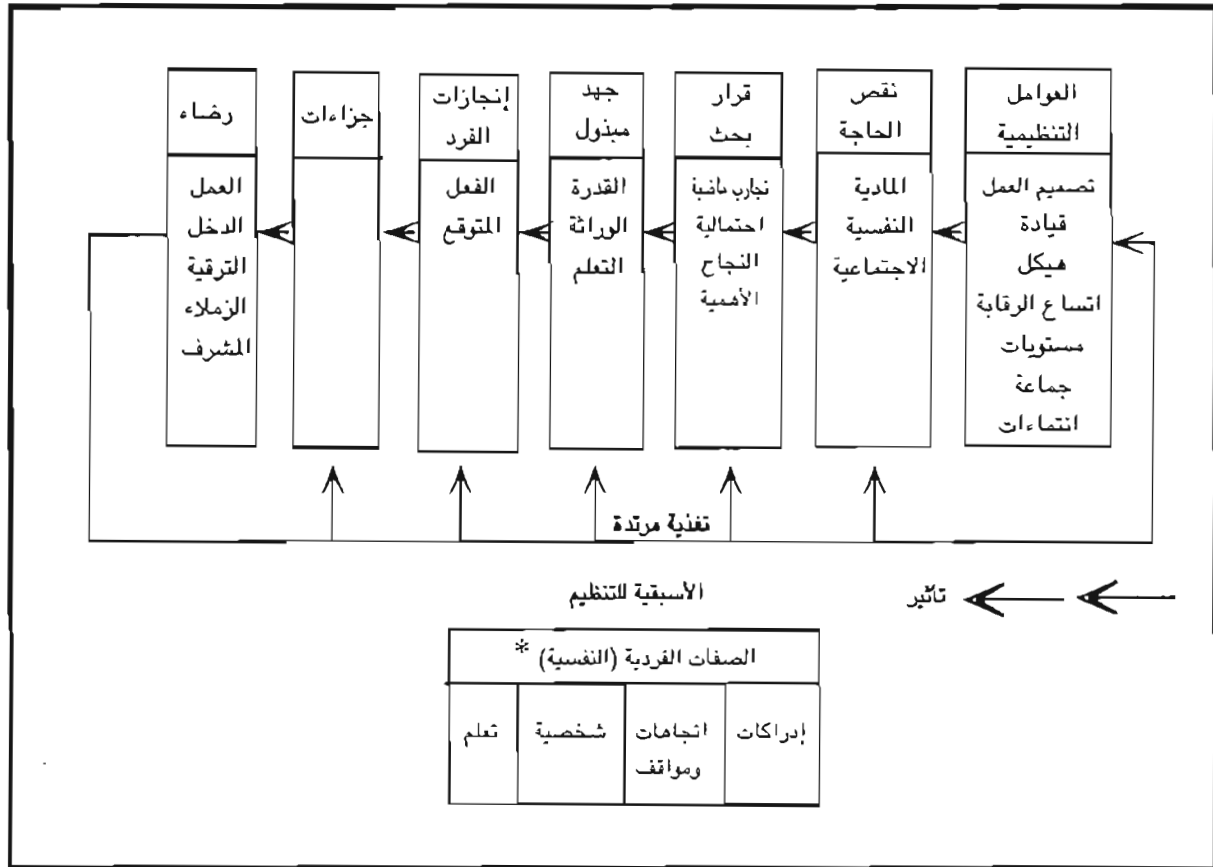 العوامل
التنظيمية
تصميم العمل
قيادة
هيكل
اتساع الرقابة
مستويات
جماعة
انتماءات
نقص
الحاجة
المادية
النفسية
الاجتماعية
قرار
بحث
تجارب ماضية
احتمالية
النجاح
الأهمية
جهد
مبذول
القدرة
الوراثة
التعلم
إنجازات
الفرد
الفعل
المتوقع
جزاءات
رضاء
العمل
الدخل
الترقية
الزملاء
المشرف
تغذية مرتدة
تأثير
الأسبقية للتنظيم
الصفات الفردية (النفسية) *
إدراكات
اتجاهات
ومواقف
شخصية
تعلم